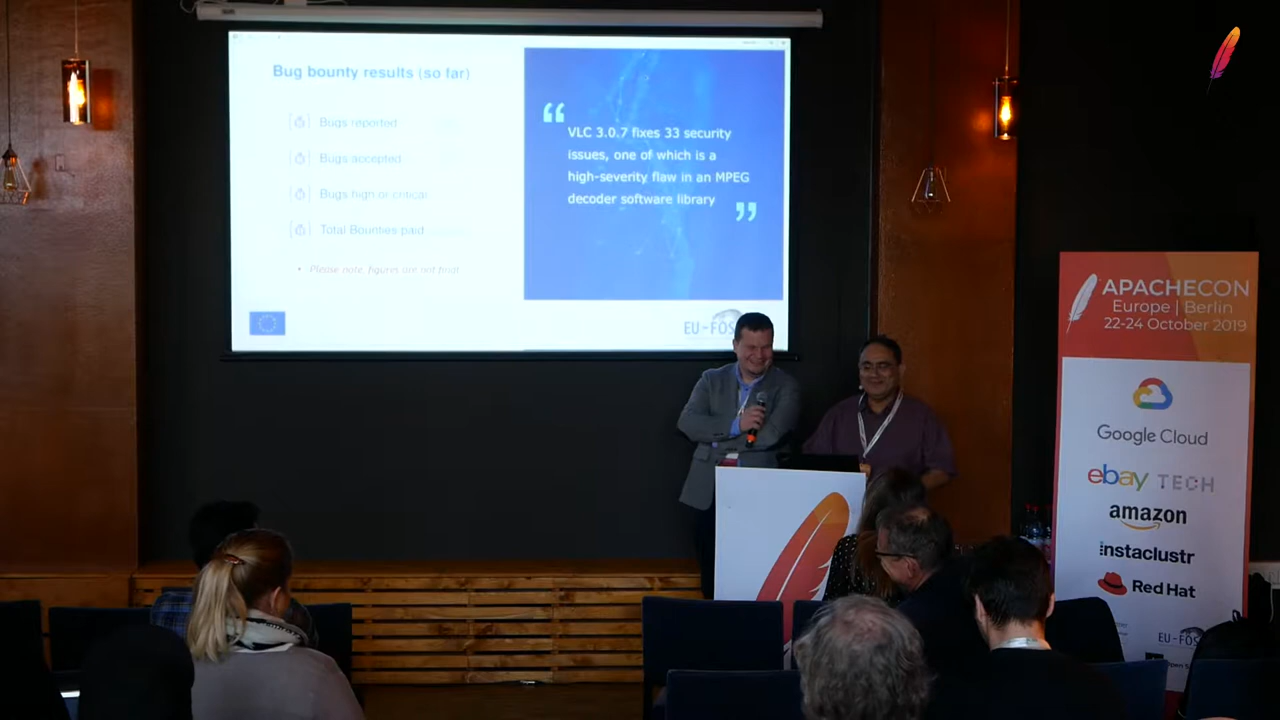 Bug bounty results (so far)
Bugs reported
Bugs accepted
Bugs high or critical
Total Bounties paid
• Please note, figures are not final
“
VLC 3.0.7 fixes 33 security
issues, one of which is a
high-severity flaw in an MPEG
decoder software library
”
EU-FOS
APACHECON
Europe | Berlin
22-24 October 2019
Google Cloud
ebay TECH
amazon
instaclustr
Red Hat
EU-FOS